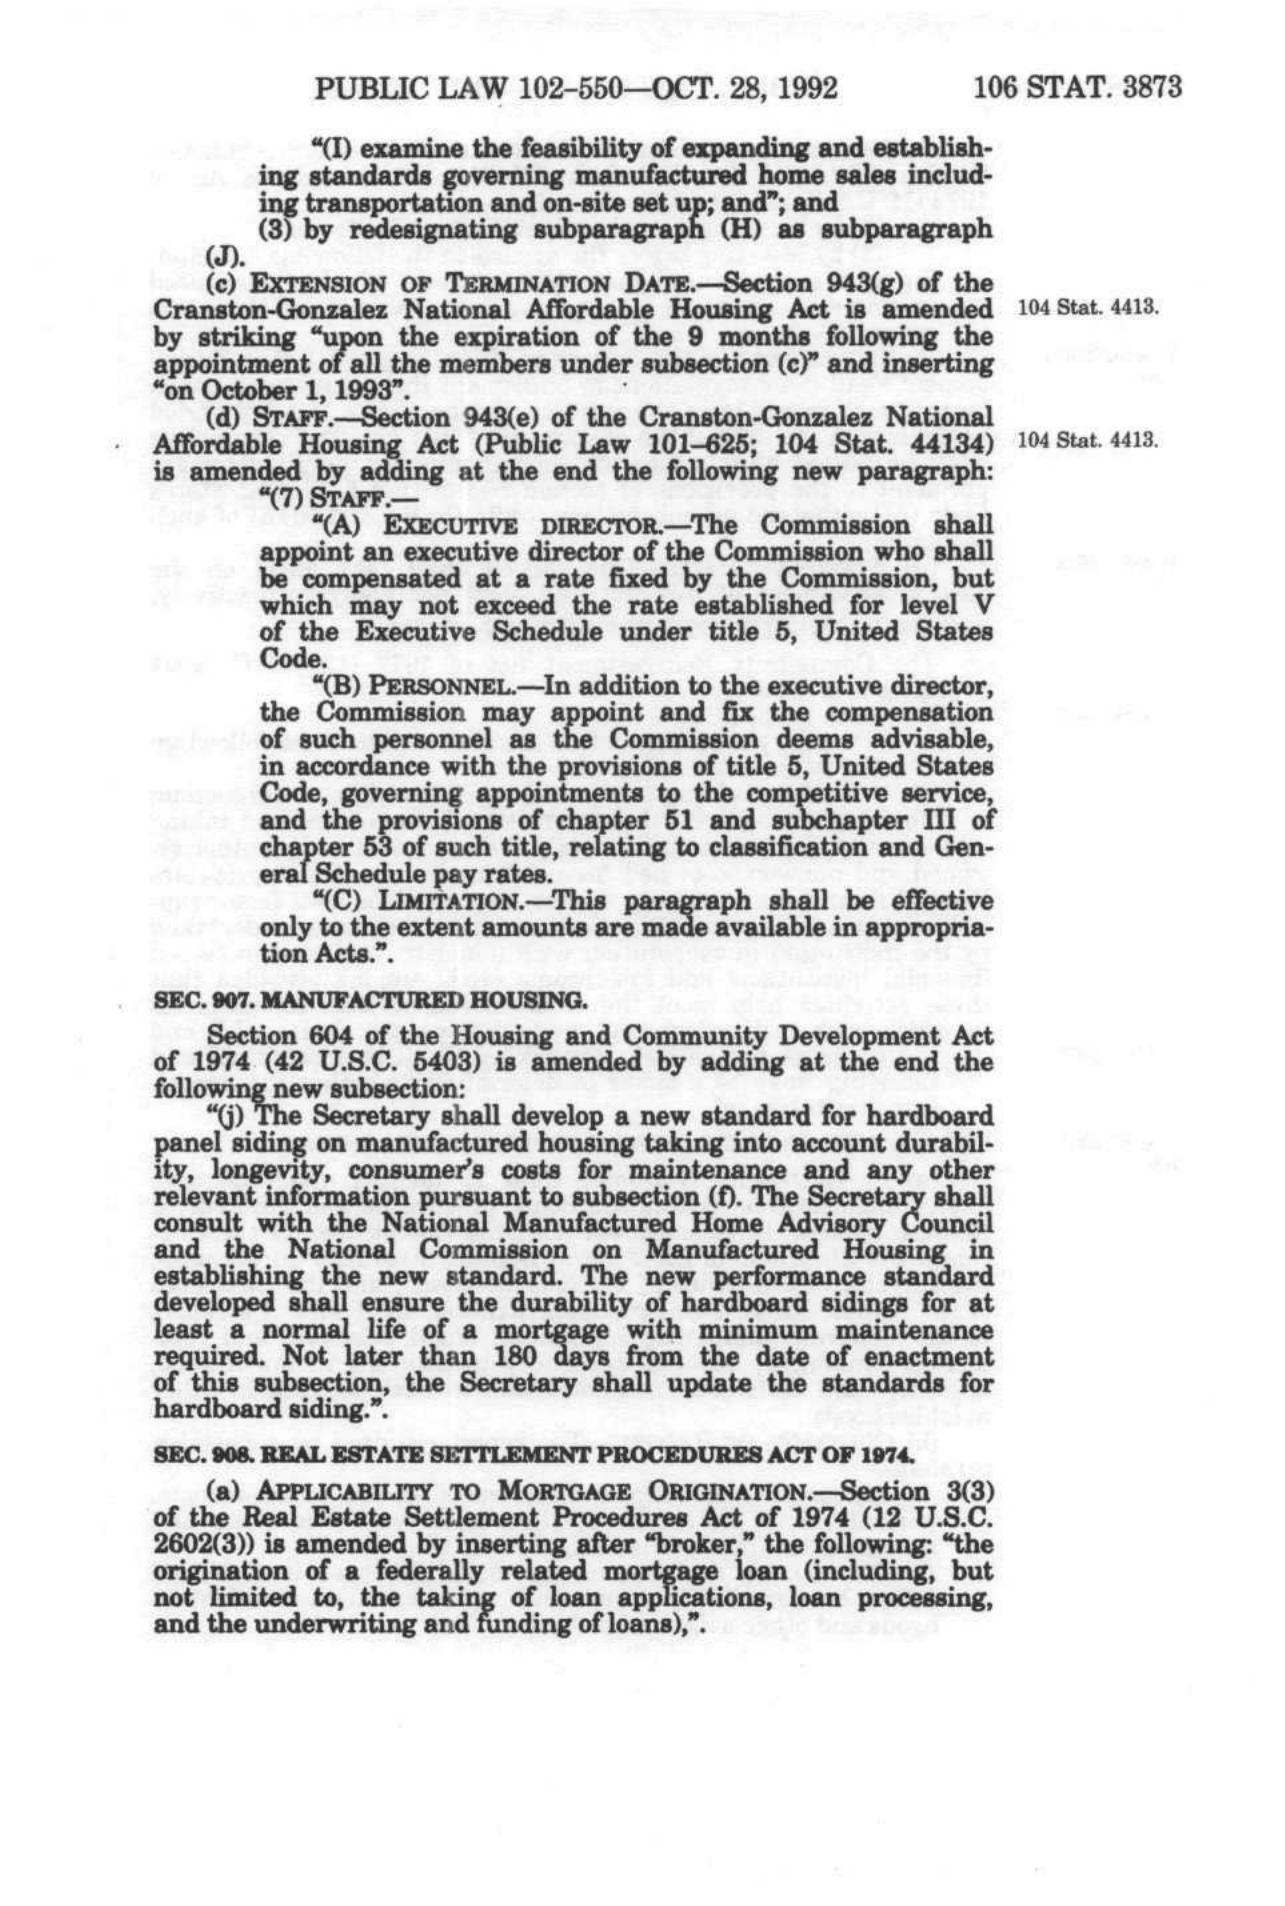 PUBLIC LAW 102–550—OCT. 28, 1992 106 STAT. 3873
“(I) examine the feasibility of expanding and establish-
ing standards governing manufactured home sales includ-
ing transportation and on-site set up; and”; and
(3) by redesignating subparagraph (H) as subparagraph
(J).
(c) EXTENSION OF TERMINATION DATE.—Section 943(g) of the
Cranston-Gonzalez National Affordable Housing Act is amended 104 Stat. 4413.
by striking “upon the expiration of the 9 months following the
appointment of all the members under subsection (c)” and inserting
“on October 1, 1993”.
(d) STAFF.—Section 943(e) of the Cranston-Gonzalez National
Affordable Housing Act (Public Law 101–625; 104 Stat. 44134) 104 Stat. 4413.
is amended by adding at the end the following new paragraph:
“(7) STAFF.—
“(A) EXECUTIVE DIRECTOR.—The Commission shall
appoint an executive director of the Commission who shall
be compensated at a rate fixed by the Commission, but
which may not exceed the rate established for level V
of the Executive Schedule under title 5, United States
Code.
“(B) PERSONNEL.—In addition to the executive director,
the Commission may appoint and fix the compensation
of such personnel as the Commission deems advisable,
in accordance with the provisions of title 5, United States
Code, governing appointments to the competitive service,
and the provisions of chapter 51 and subchapter III of
chapter 53 of such title, relating to classification and Gen-
eral Schedule pay rates.
“(C) LIMITATION.—This paragraph shall be effective
only to the extent amounts are made available in appropria-
tion Acts.”.
SEC. 907. MANUFACTURED HOUSING.
Section 604 of the Housing and Community Development Act
of 1974 (42 U.S.C. 5403) is amended by adding at the end the
following new subsection:
“(j) The Secretary shall develop a new standard for hardboard
panel siding on manufactured housing taking into account durabil-
ity, longevity, consumer’s costs for maintenance and any other
relevant information pursuant to subsection (f). The Secretary shall
consult with the National Manufactured Home Advisory Council
and the National Commission on Manufactured Housing in
establishing the new standard. The new performance standard
developed shall ensure the durability of hardboard sidings for at
least a normal life of a mortgage with minimum maintenance
required. Not later than 180 days from the date of enactment
of this subsection, the Secretary shall update the standards for
hardboard siding.”.
SEC. 908. REAL ESTATE SETTLEMENT PROCEDURES ACT OF 1974.
(a) APPLICABILITY TO MORTGAGE ORIGINATION.—Section 3(3)
of the Real Estate Settlement Procedures Act of 1974 (12 U.S.C.
2602(3)) is amended by inserting after “broker,” the following: “the
origination of a federally related mortgage loan (including, but
not limited to, the taking of loan applications, loan processing,
and the underwriting and funding of loans),”.